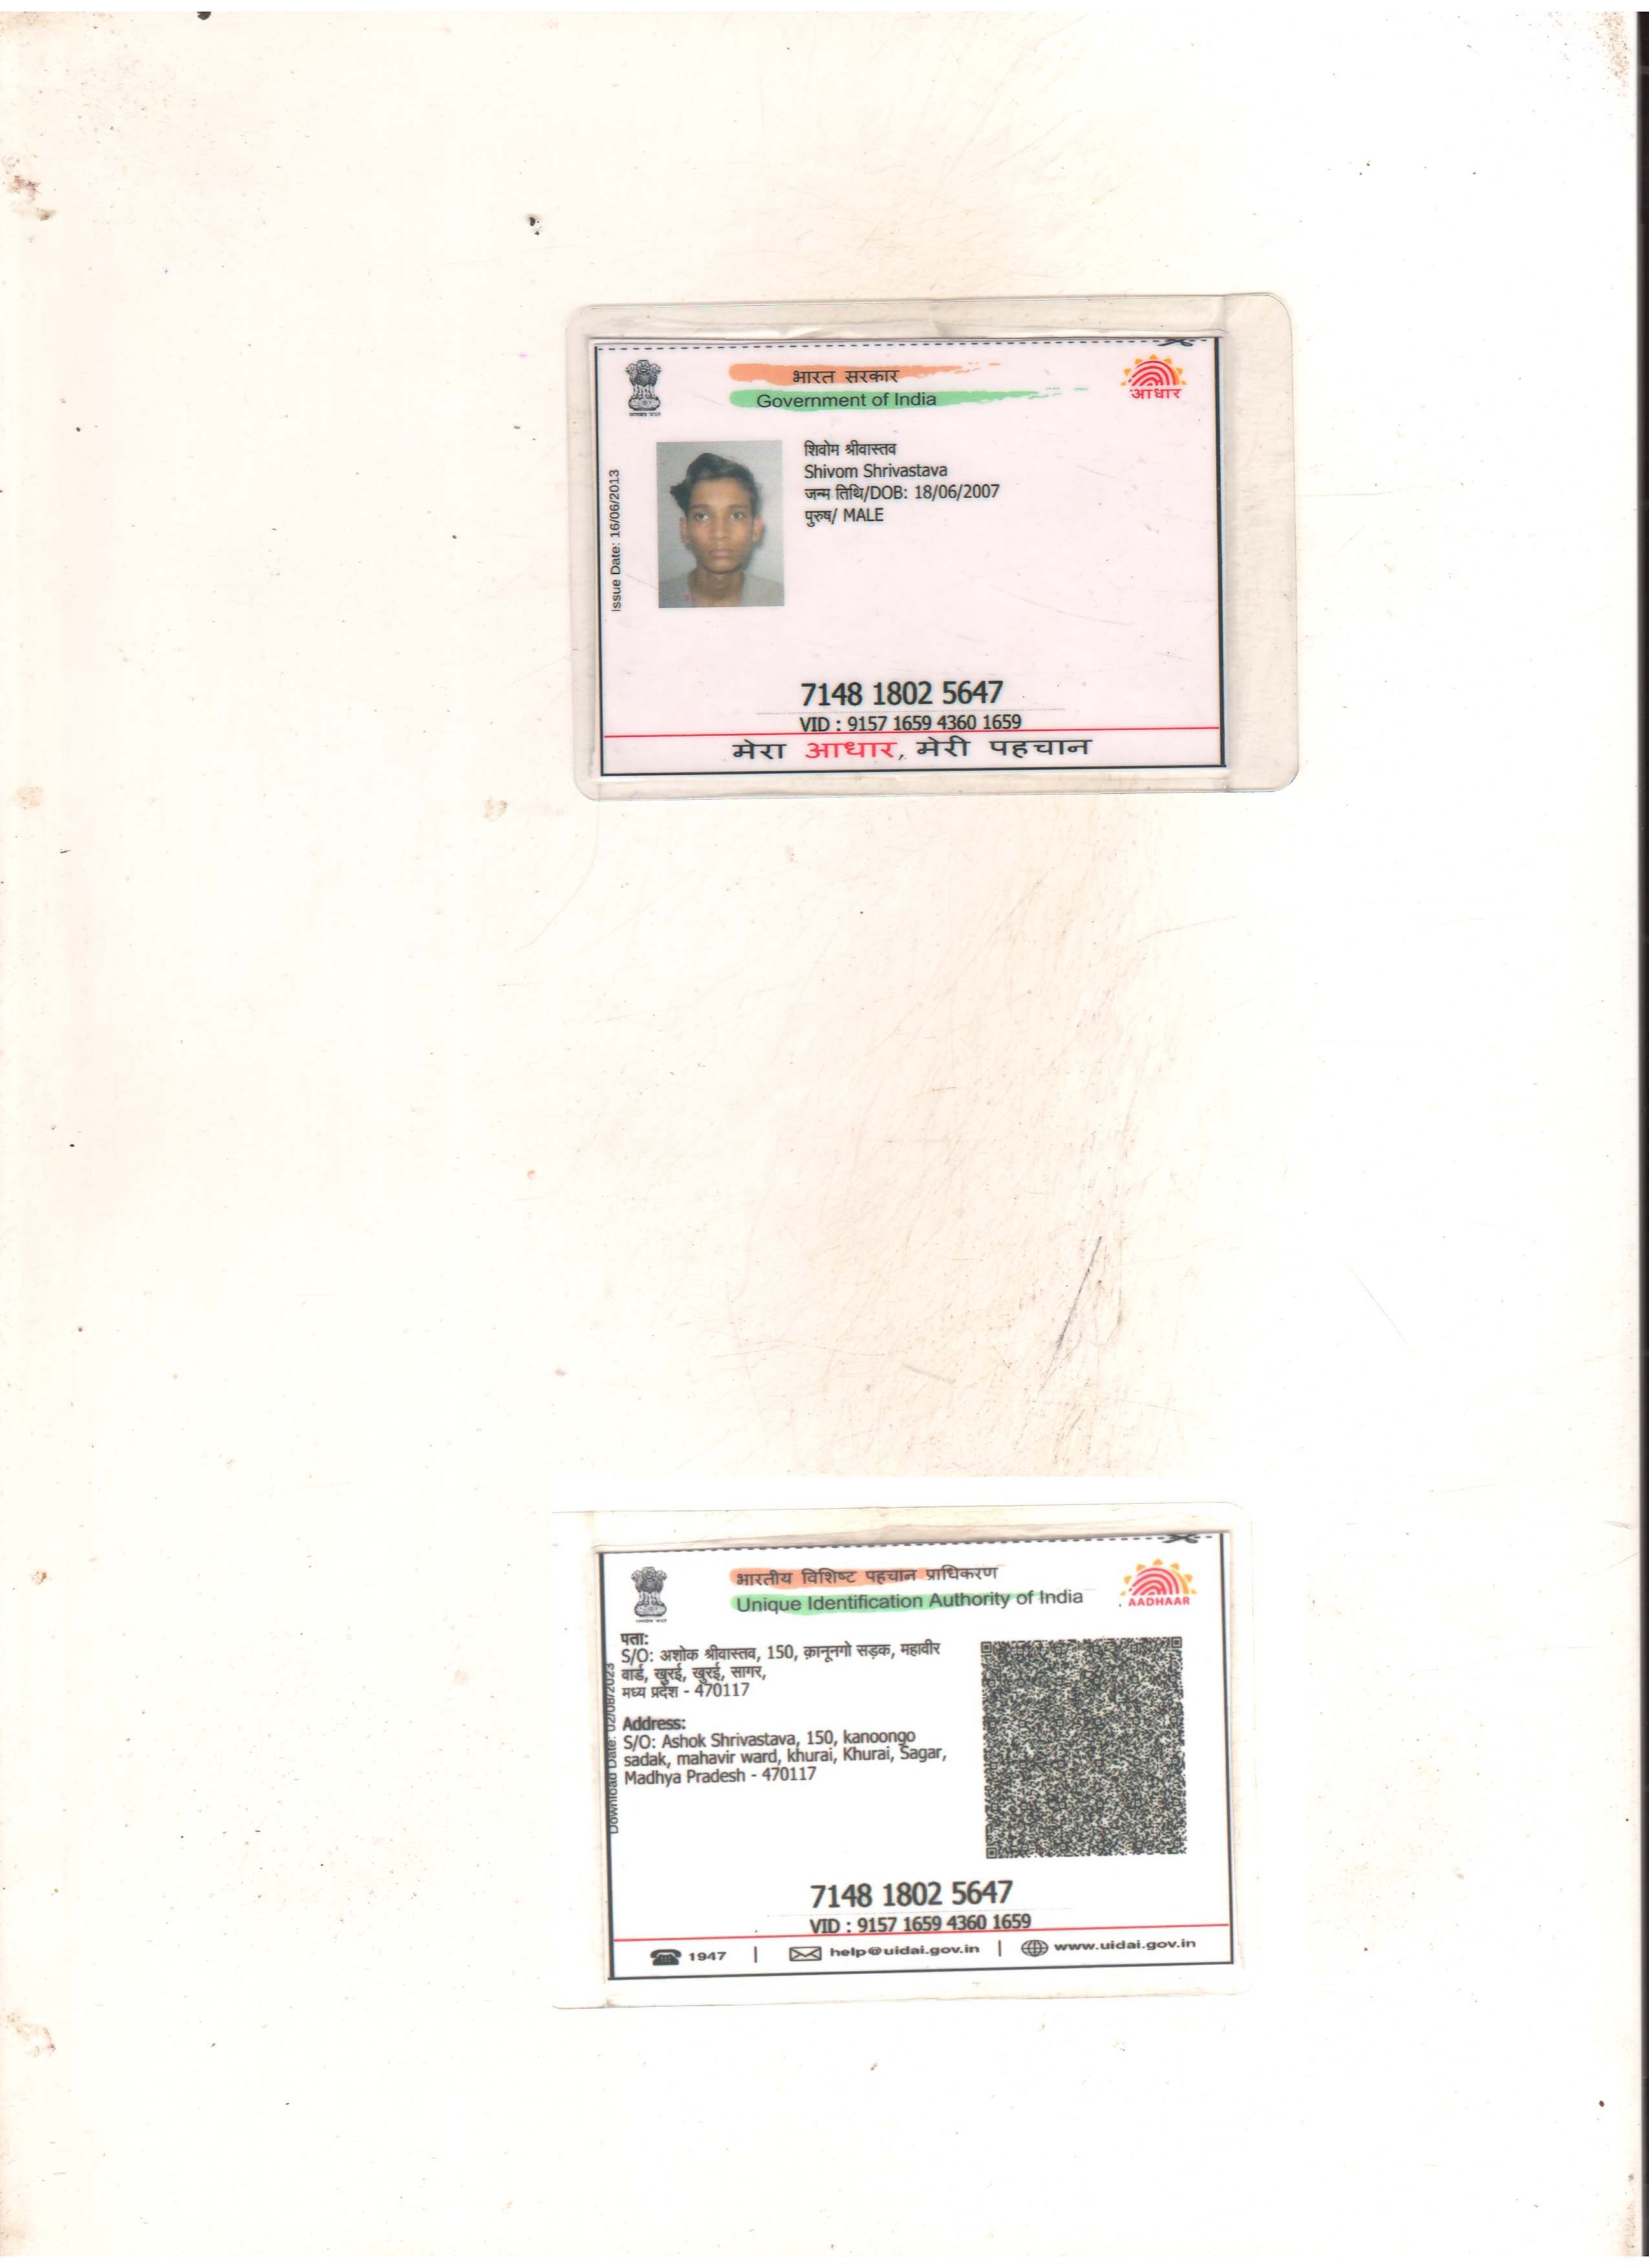 भारत सरकार
Government of India
आधार
Issue Date: 16/06/2013
शिवोम श्रीवास्तव
Shivom Shrivastava
जन्म तिथि/DOB: 18/06/2007
पुरुष/ MALE
7148 1802 5647
VID : 9157 1659 4360 1659
मेरा आधार, मेरी पहचान
भारतीय विशिष्ट पहचान प्राधिकरण
Unique Identification Authority of India
AADHAAR
Download Date: 02/08/2023
पता:
S/O: अशोक श्रीवास्तव, 150, क़ानूनगो सड़क, महावीर
वार्ड, खुरई, खुरई, सागर,
मध्य प्रदेश - 470117
Address:
S/O: Ashok Shrivastava, 150, kanoongo
sadak, mahavir ward, khurai, Khurai, Sagar,
Madhya Pradesh - 470117
7148 1802 5647
VID : 9157 1659 4360 1659
1947 | help@uidai.gov.in | www.uidai.gov.in